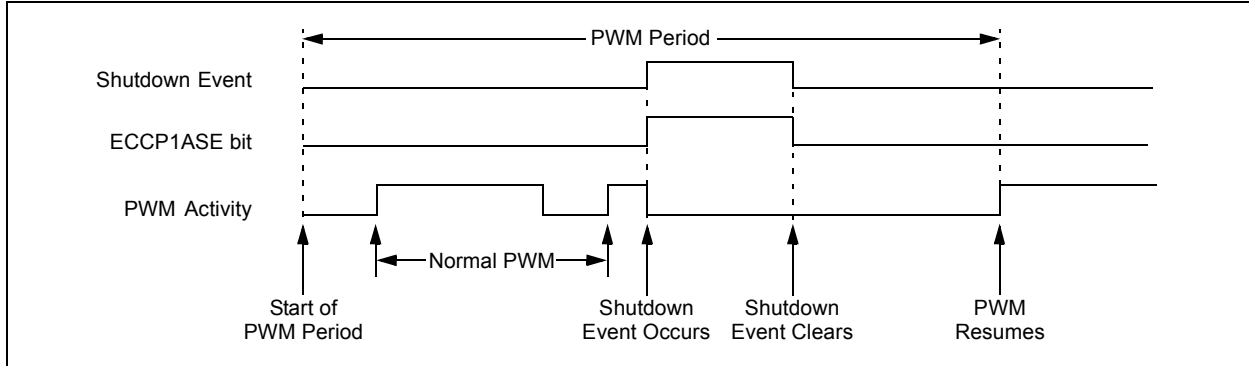 PWM Period
Shutdown Event
ECCP1ASE bit
PWM Activity
Normal PWM
Start of
PWM Period
Shutdown
Event Occurs
Shutdown
Event Clears
PWM
Resumes